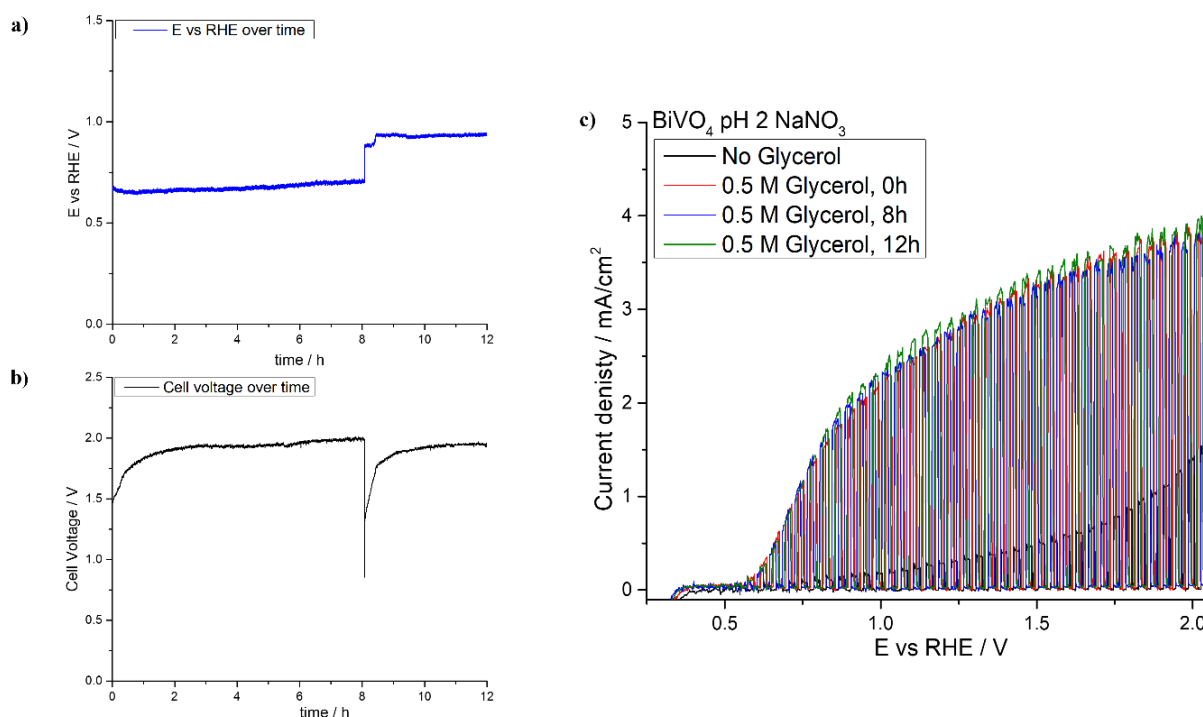 a)
E vs RHE over time
1.5
1.0
0.5
0.0
E vs RHE / V
0 2 4 6 8 10 12
time / h
b)
Cell voltage over time
2.5
2.0
1.5
1.0
0.5
0.0
Cell Voltage / V
0 2 4 6 8 10 12
time / h
c)
BiVO₄ pH 2 NaNO₃
No Glycerol
0.5 M Glycerol, 0h
0.5 M Glycerol, 8h
0.5 M Glycerol, 12h
5
4
3
2
1
0
Current denisty / mA/cm²
0.5 1.0 1.5 2.0
E vs RHE / V